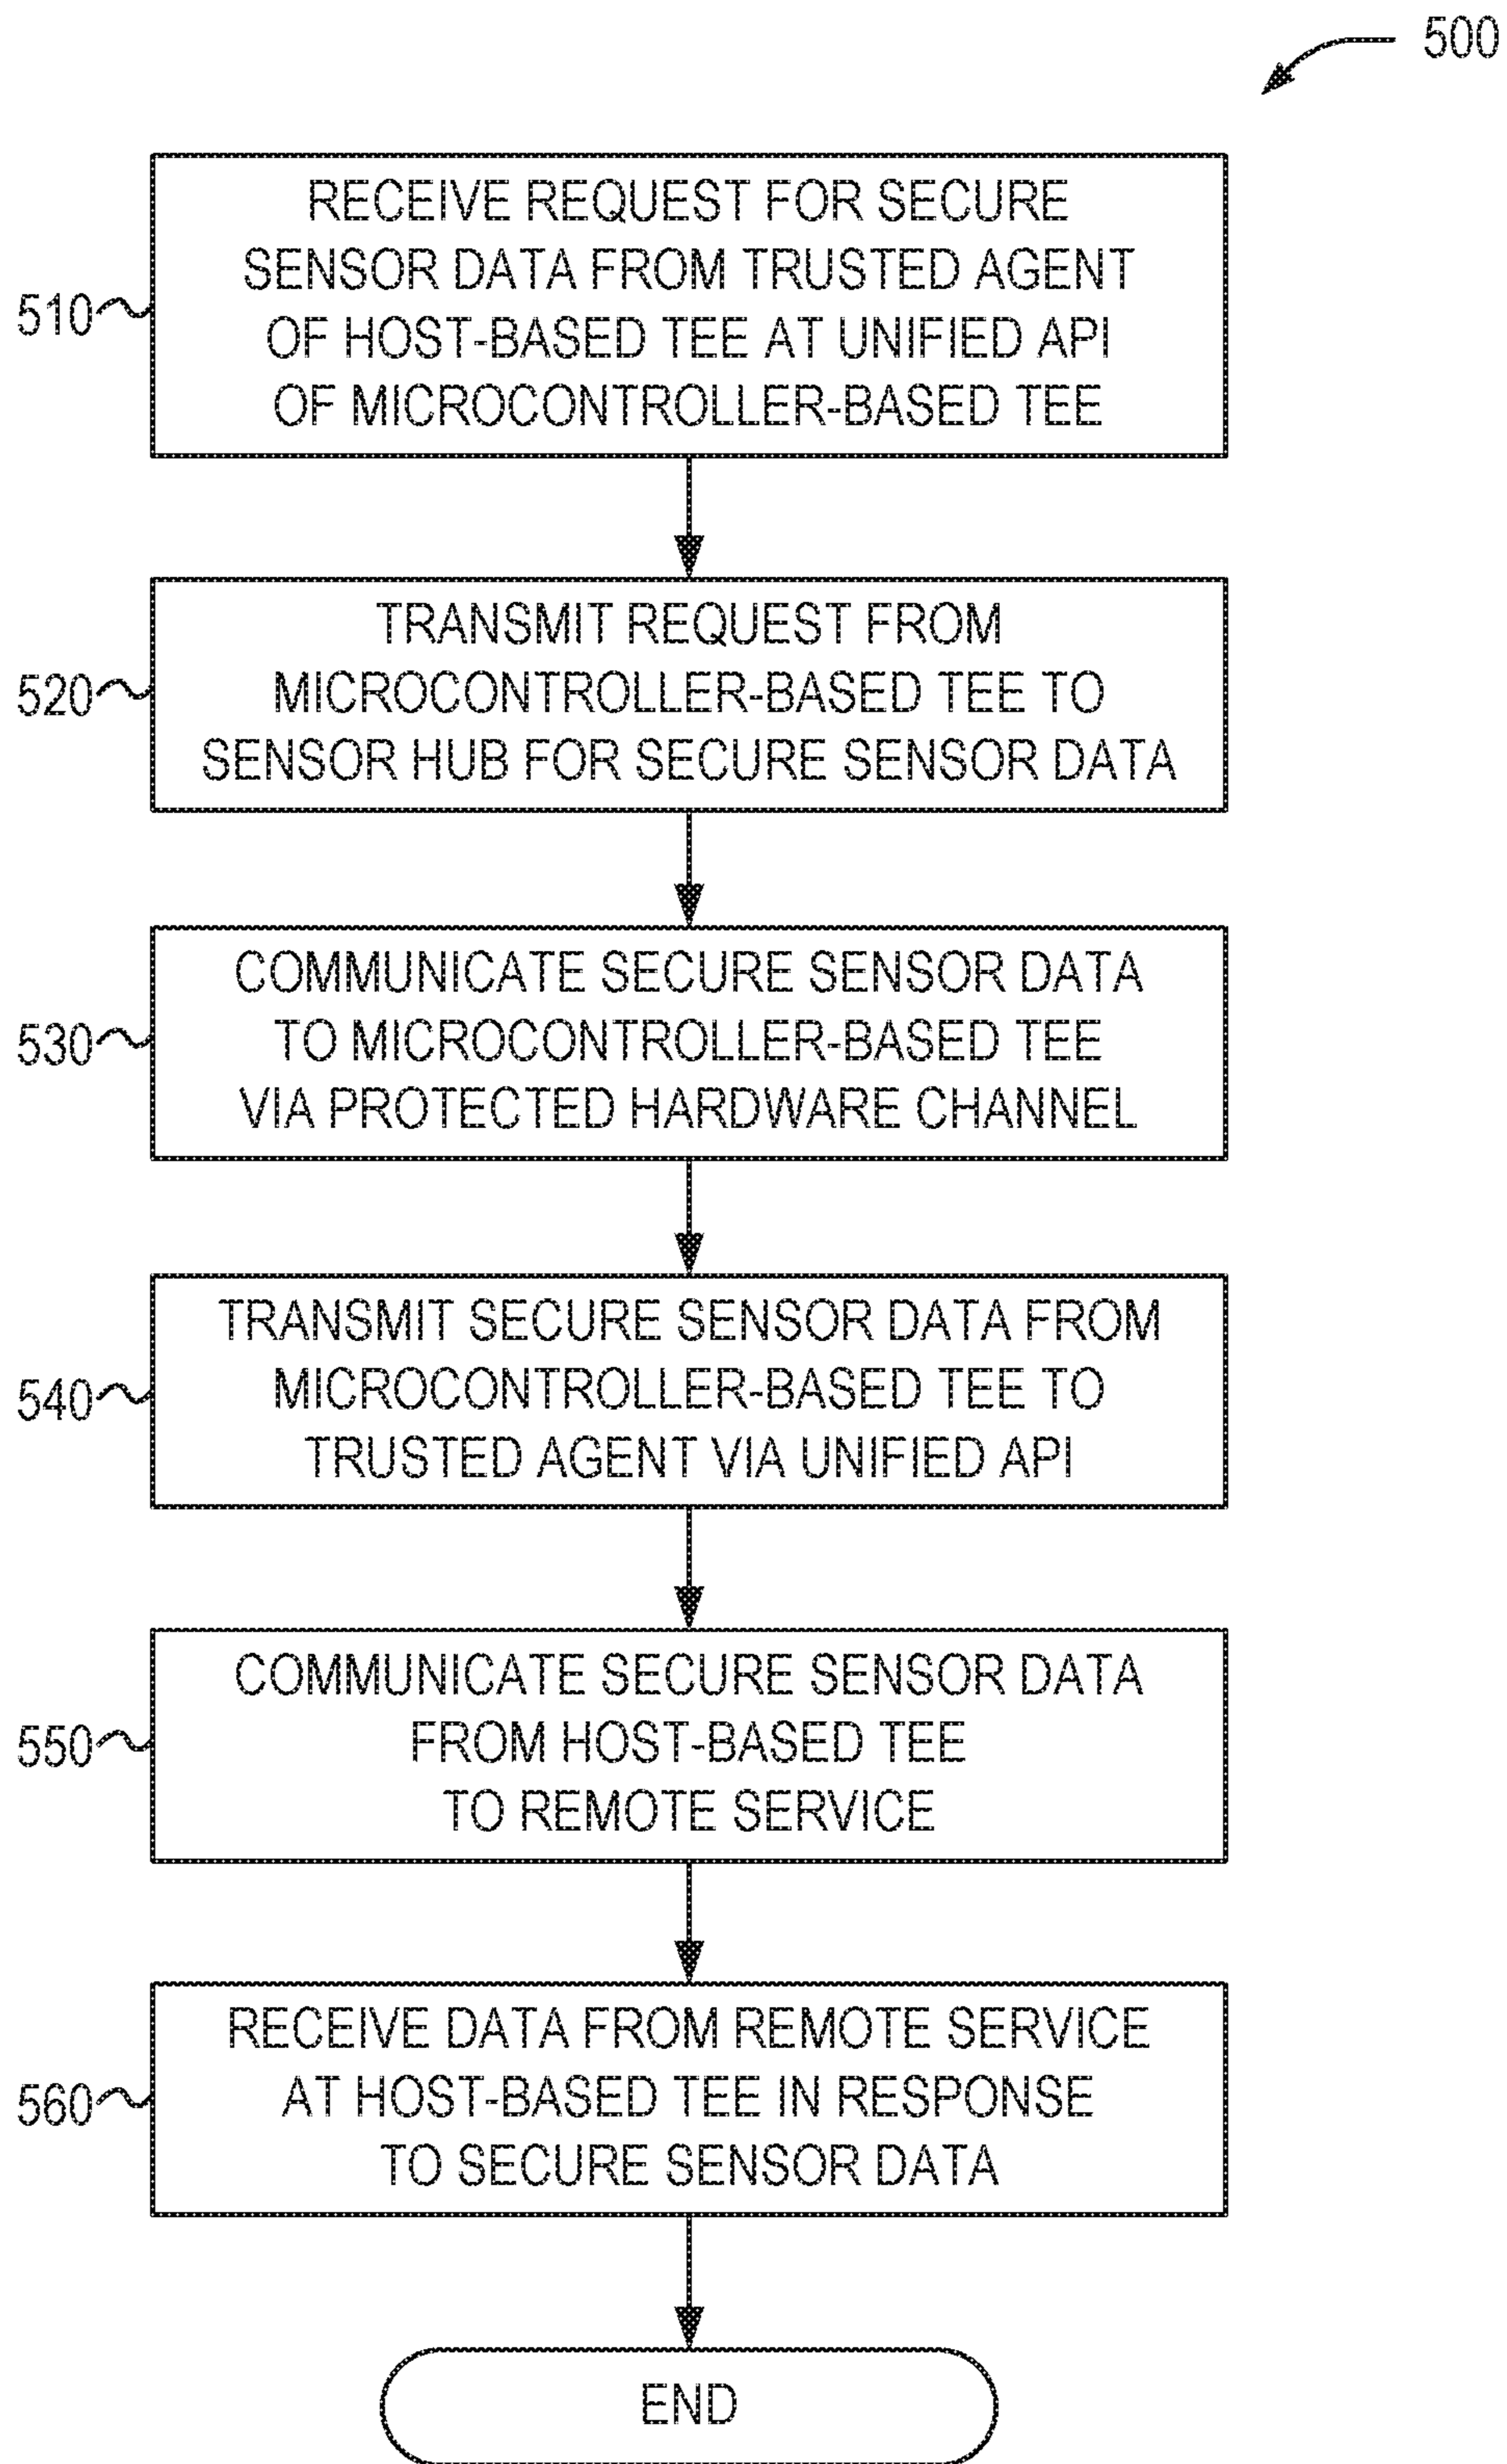 500
RECEIVE REQUEST FOR SECURE
SENSOR DATA FROM TRUSTED AGENT
OF HOST-BASED TEE AT UNIFIED API
OF MICROCONTROLLER-BASED TEE
510
TRANSMIT REQUEST FROM
MICROCONTROLLER-BASED TEE TO
SENSOR HUB FOR SECURE SENSOR DATA
520
COMMUNICATE SECURE SENSOR DATA
TO MICROCONTROLLER-BASED TEE
VIA PROTECTED HARDWARE CHANNEL
530
TRANSMIT SECURE SENSOR DATA FROM
MICROCONTROLLER-BASED TEE TO
TRUSTED AGENT VIA UNIFIED API
540
COMMUNICATE SECURE SENSOR DATA
FROM HOST-BASED TEE
TO REMOTE SERVICE
550
RECEIVE DATA FROM REMOTE SERVICE
AT HOST-BASED TEE IN RESPONSE
TO SECURE SENSOR DATA
560
END